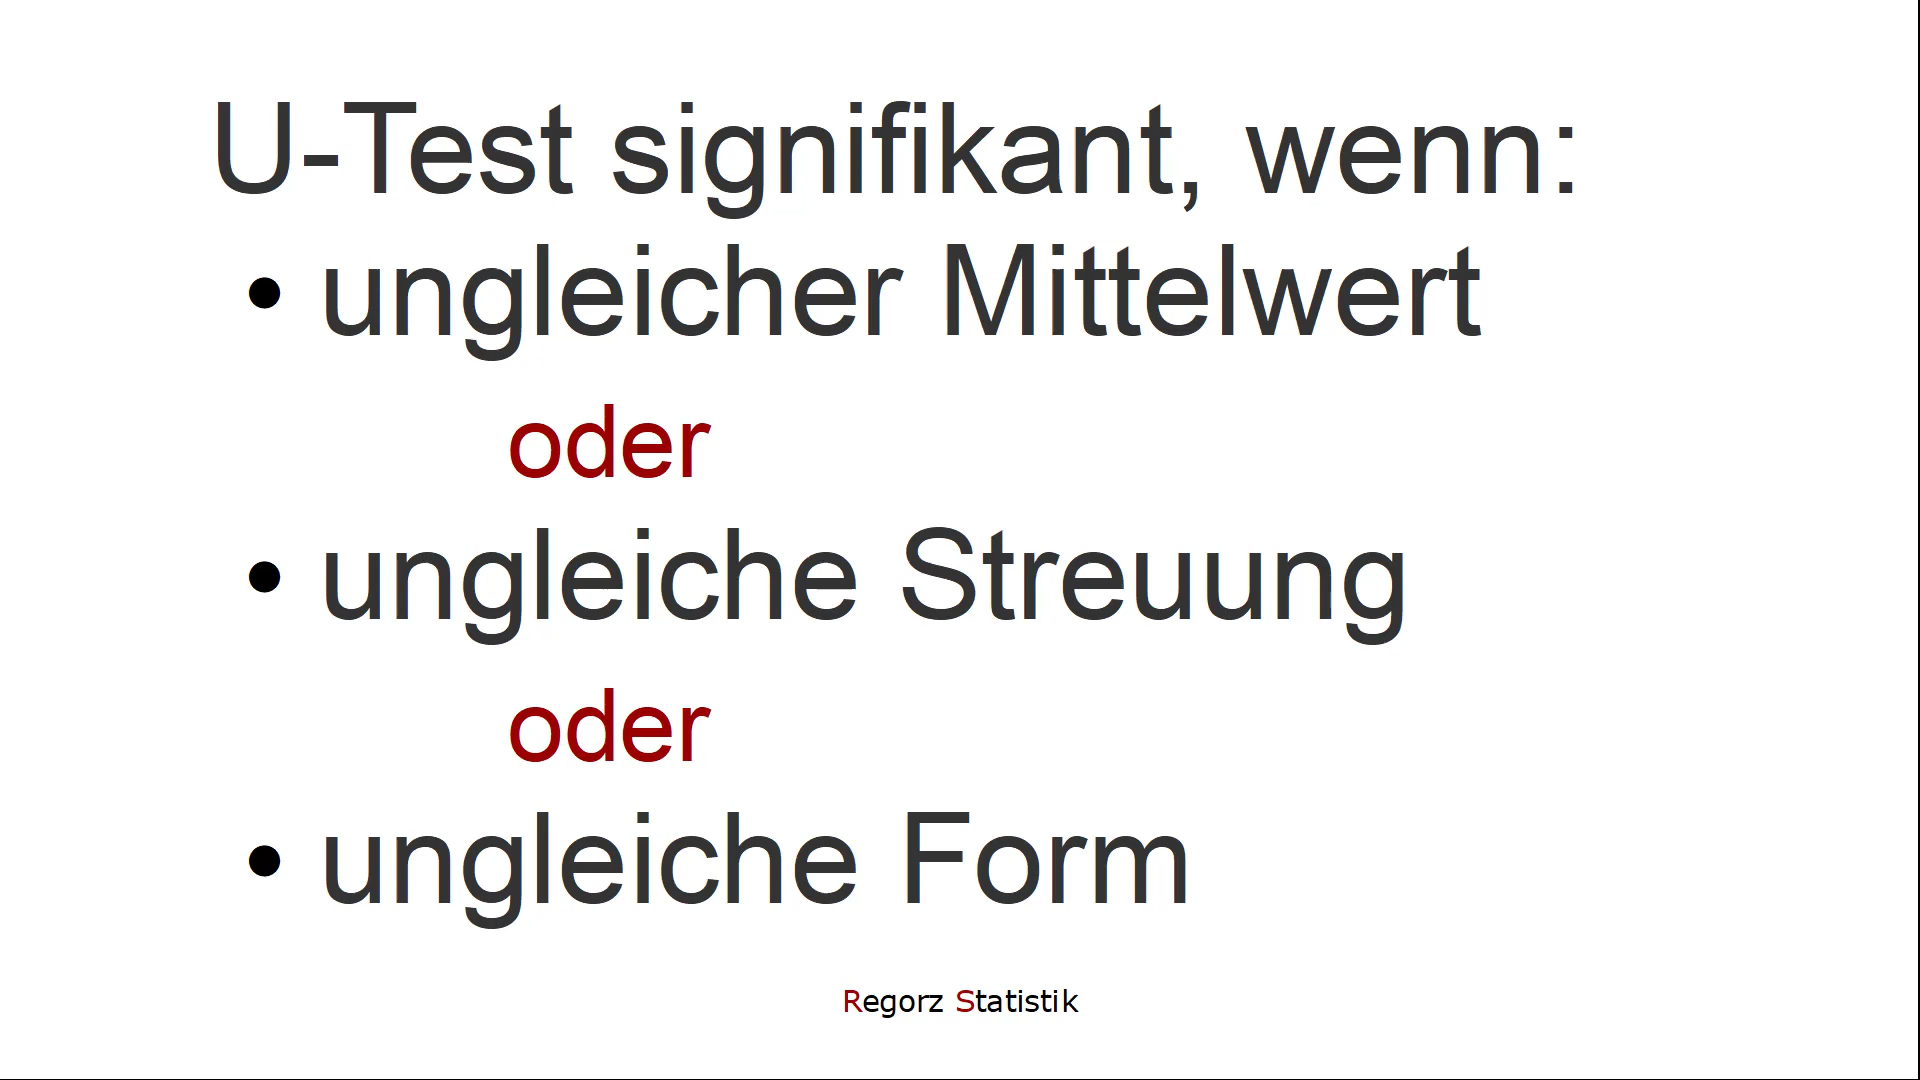 U-Test signifikant, wenn:
• ungleicher Mittelwert
oder
• ungleiche Streuung
oder
• ungleiche Form
Regorz Statistik